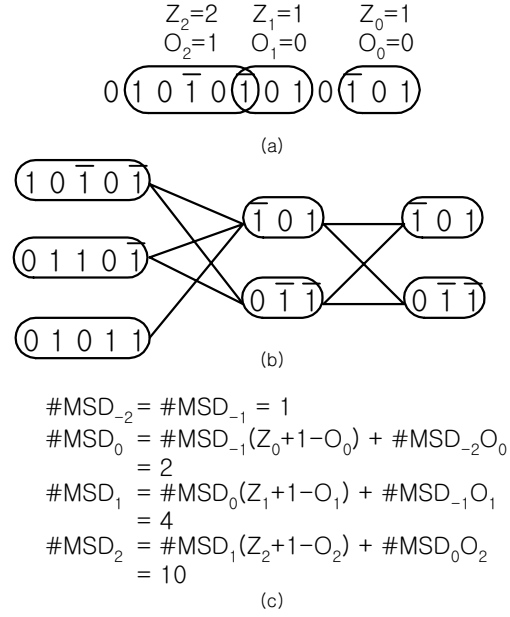 Z₂=2 Z₁=1 Z₀=1
O₂=1 O₁=0 O₀=0
0 1 0 1̅ 0 1̅ 0 1 0 1̅ 0 1
(a)
1 0 1̅ 0 1̅
1̅ 0 1 1̅ 0 1
0 1 1 0 1̅
0 1̅ 1̅ 0 1̅ 1̅
0 1 0 1 1
(b)
#MSD₋₂ = #MSD₋₁ = 1
#MSD₀ = #MSD₋₁(Z₀+1−O₀) + #MSD₋₂O₀
= 2
#MSD₁ = #MSD₀(Z₁+1−O₁) + #MSD₋₁O₁
= 4
#MSD₂ = #MSD₁(Z₂+1−O₂) + #MSD₀O₂
= 10
(c)